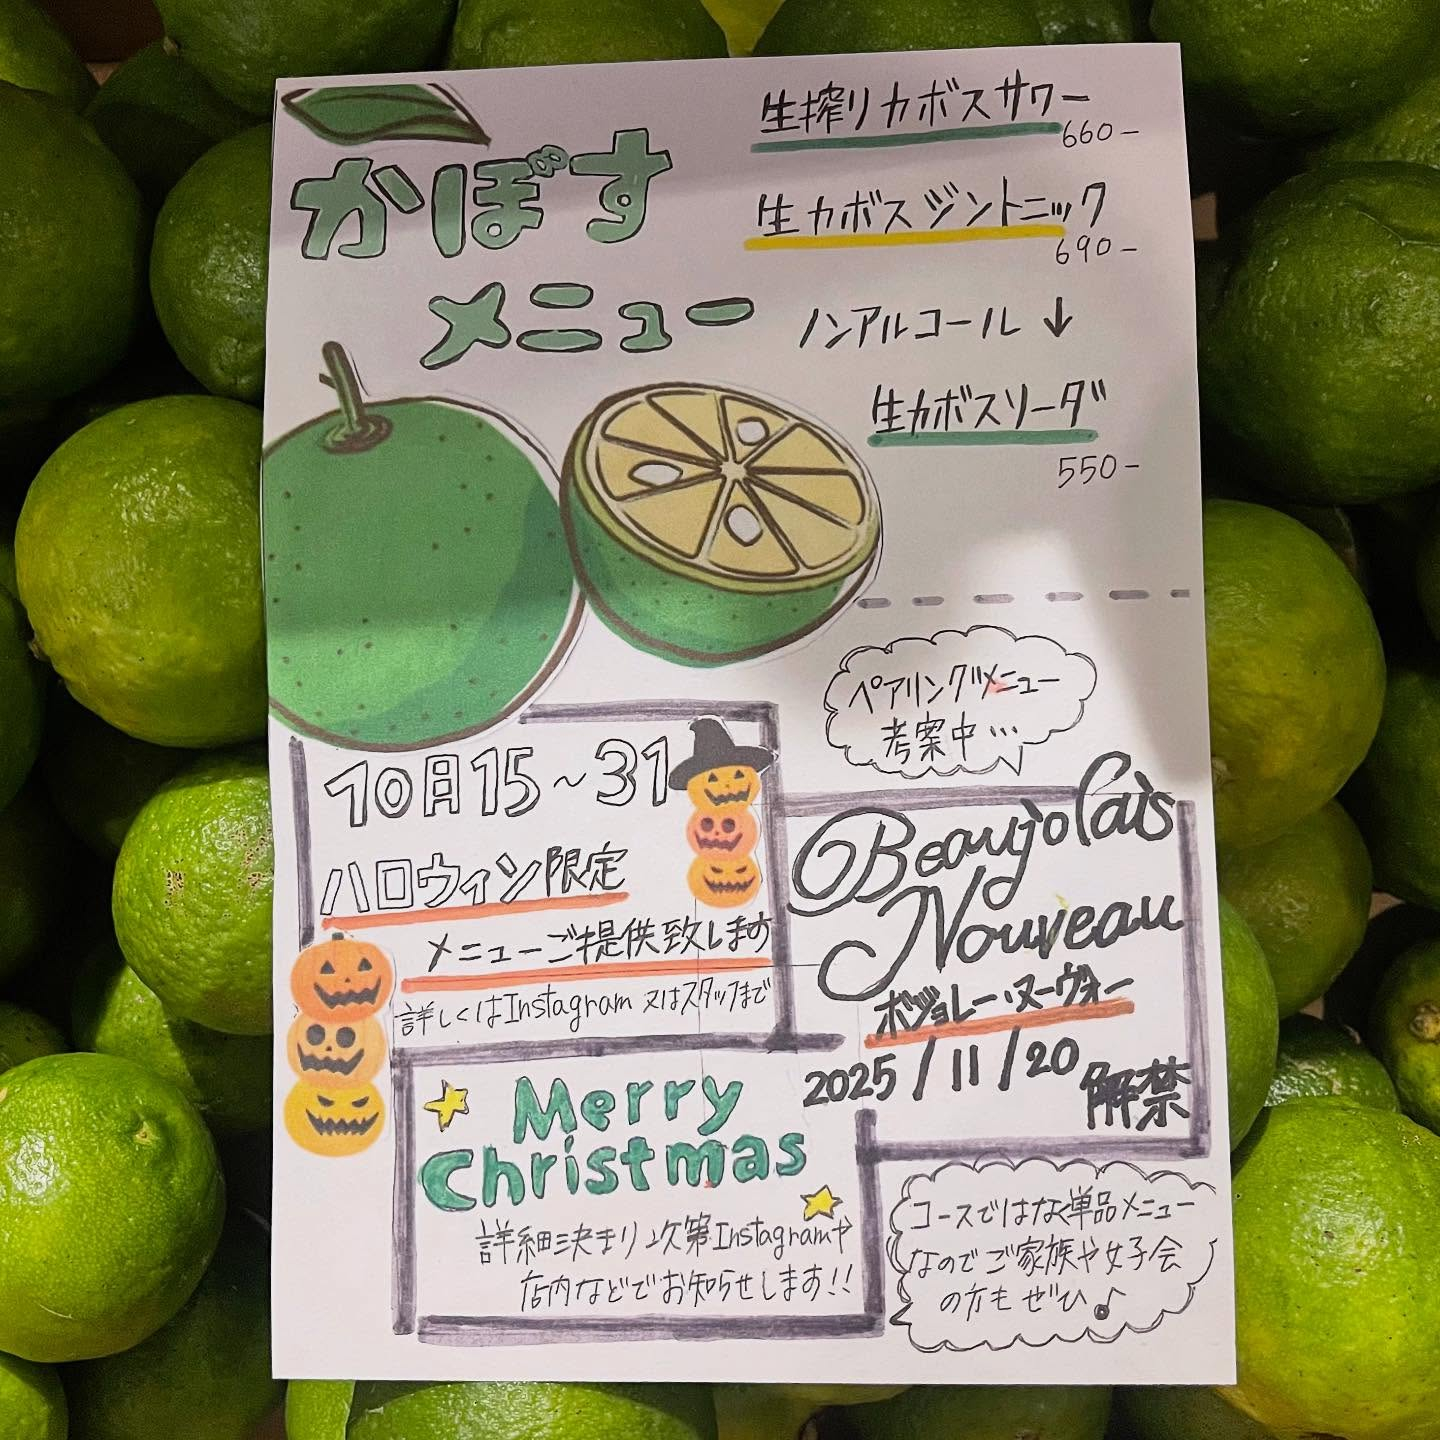 かぼす
メニュー
生搾りカボスサワー
660-
生カボスジントニック
690-
ノンアルコール↓
生カボスソーダ
550-
ペアリングメニュー
考案中…
10月15~31
ハロウィン限定
メニューご提供致します
詳しくはInstagram 又はスタッフまで
Beaujolais
Nouveau
ボジョレー・ヌーヴォー
2025/11/20
解禁
Merry
Christmas
詳細決まり次第Instagramや
店内などでお知らせします!!
コースではなく単品メニュー
なのでご家族や女子会
の方もぜひ♪